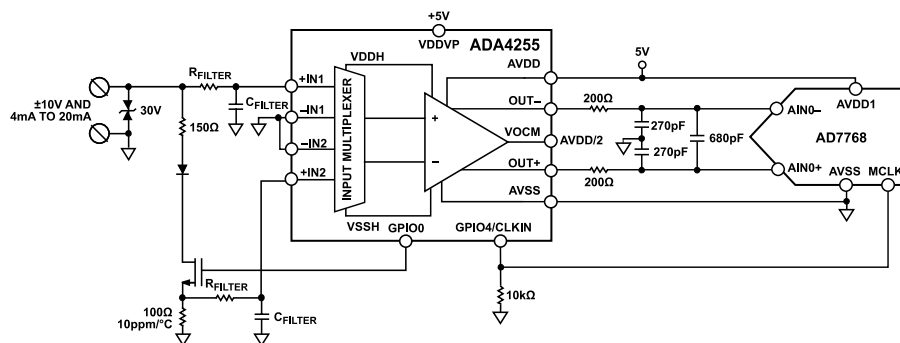 +5V
VDDVP
ADA4255
VDDH
AVDD
5V
RFILTER
+IN1
±10V AND
4mA TO 20mA
30V
CFILTER
–IN1
–IN2
+IN2
150Ω
INPUT MULTIPLEXER
+
–
OUT–
200Ω
VOCM
AVDD/2
270pF
270pF
680pF
OUT+
200Ω
AIN0–
AVDD1
AD7768
AIN0+
AVSS
MCLK
AVSS
VSSH
GPIO0
GPIO4/CLKIN
RFILTER
10kΩ
100Ω
10ppm/°C
CFILTER